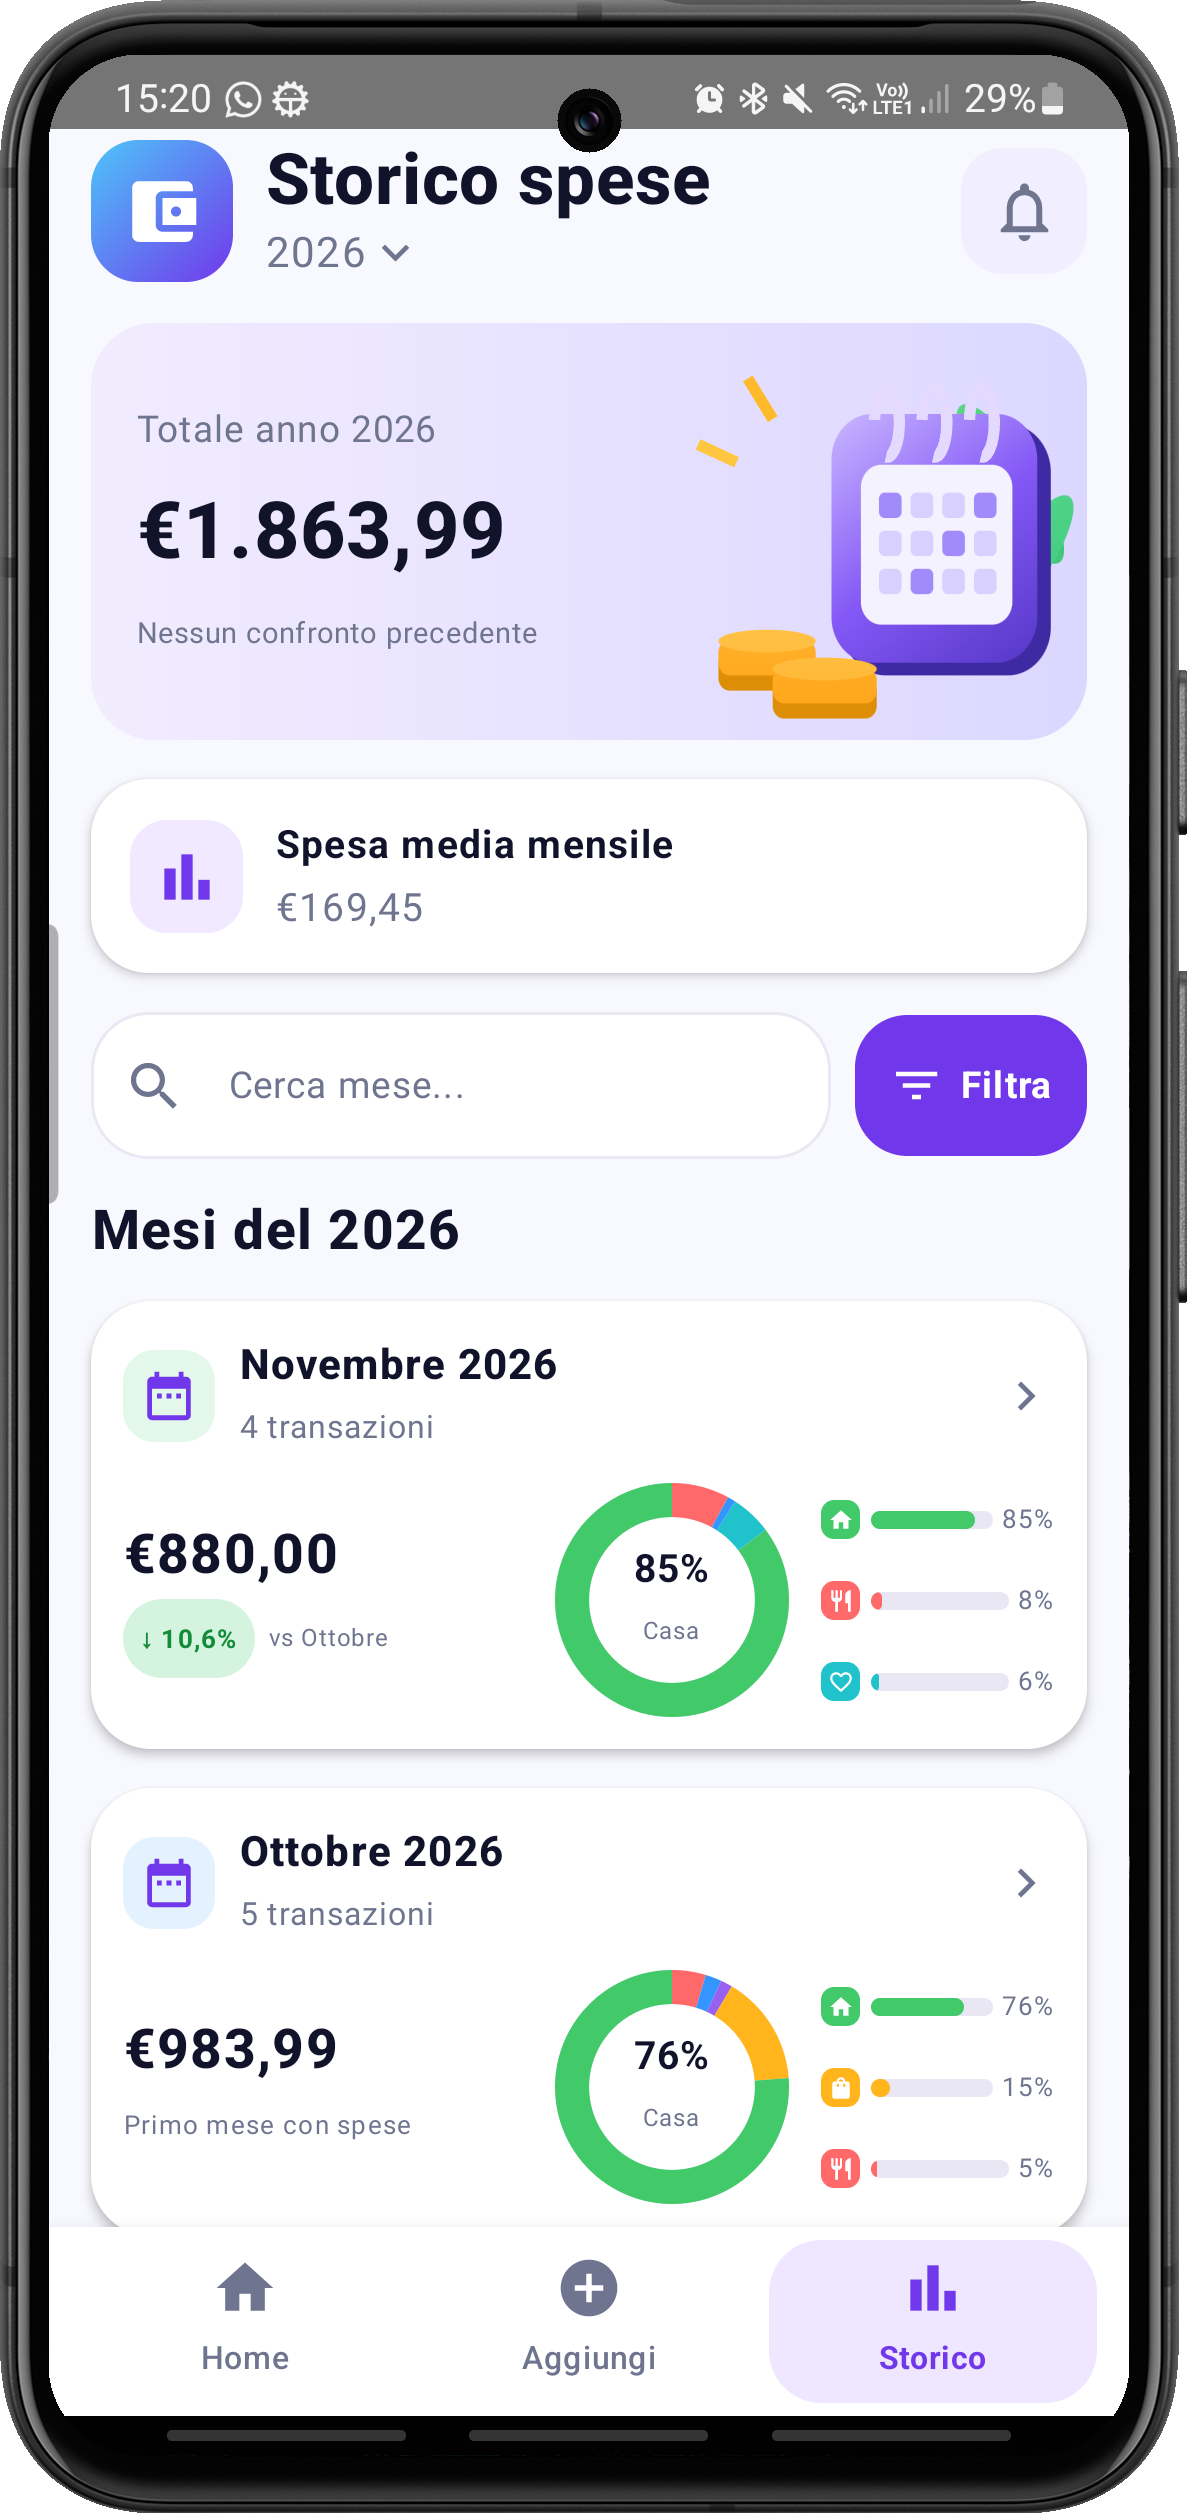 15:20
Vo))
LTE1
29%
Storico spese
2026
Totale anno 2026
€1.863,99
Nessun confronto precedente
Spesa media mensile
€169,45
Cerca mese...
Filtra
Mesi del 2026
Novembre 2026
4 transazioni
€880,00
↓ 10,6% vs Ottobre
85%
Casa
85%
8%
6%
Ottobre 2026
5 transazioni
€983,99
Primo mese con spese
76%
Casa
76%
15%
5%
Home
Aggiungi
Storico